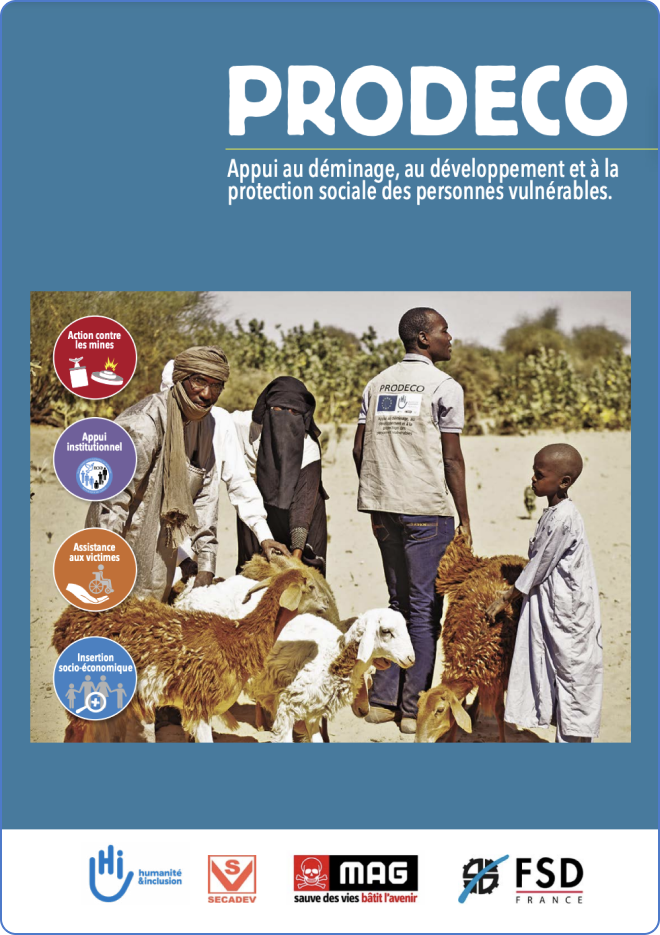 PRODECO
Appui au déminage, au développement et à la
protection sociale des personnes vulnérables.
Action contre
les mines
Appui
institutionnel
Assistance
aux victimes
Insertion
socio-économique
PRODECO
Hi
humanité
&inclusion
S
V
SECADEV
MAG
sauve des vies bâtit l'avenir
FSD
FRANCE